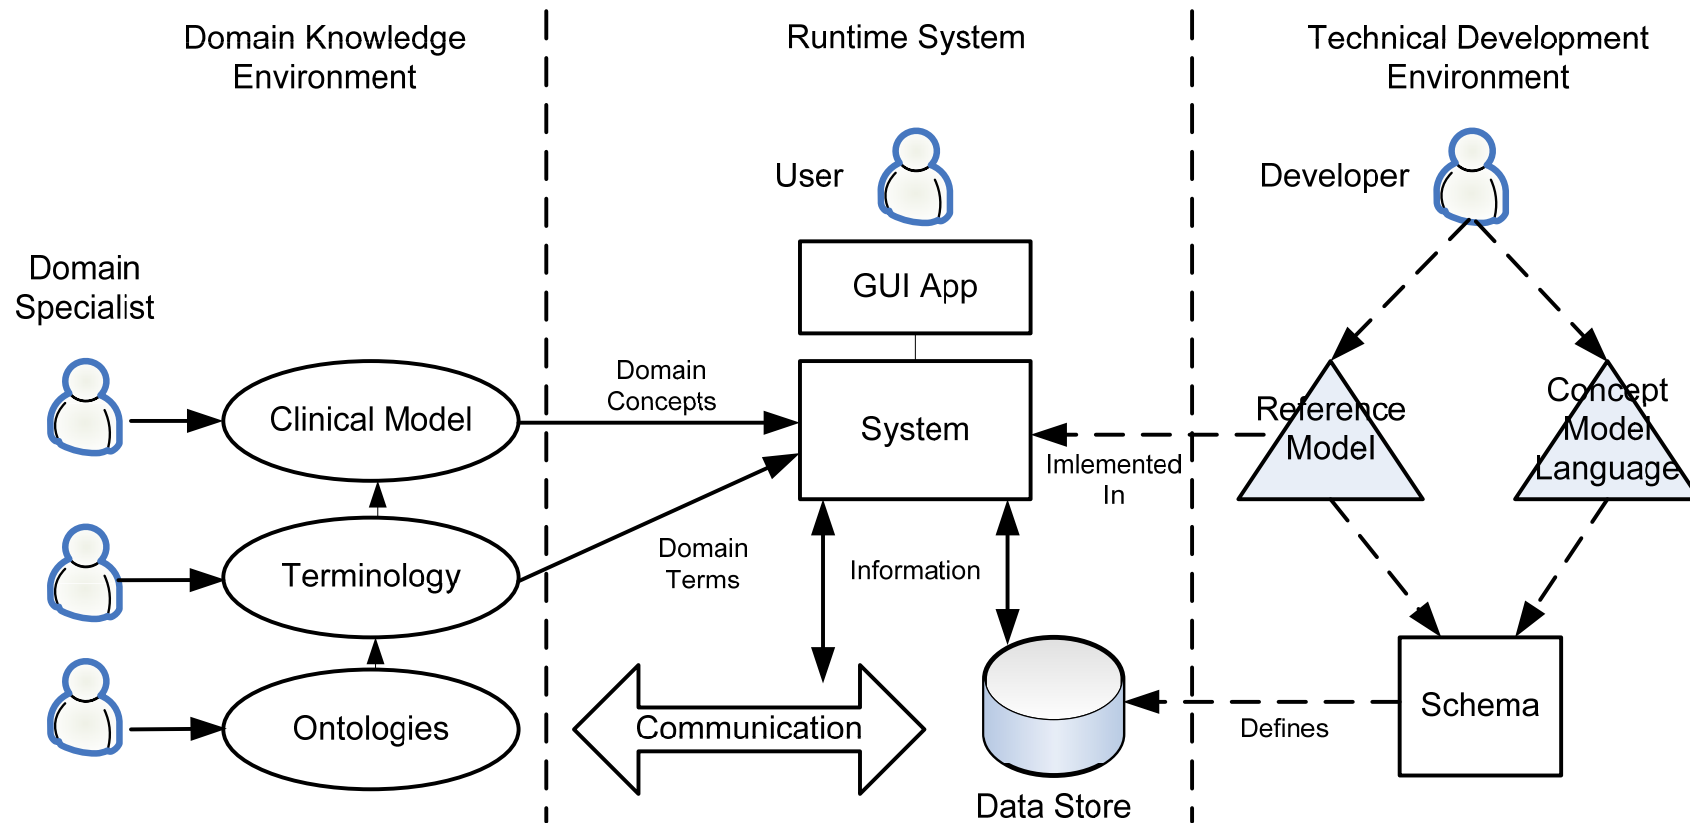 Domain Knowledge
Environment
Runtime System
Technical Development
Environment
User
Developer
Domain
Specialist
GUI App
Clinical Model
Domain
Concepts
System
Reference
Model
Concept
Model
Language
Imlemented
In
Terminology
Domain
Terms
Information
Ontologies
Communication
Data Store
Defines
Schema